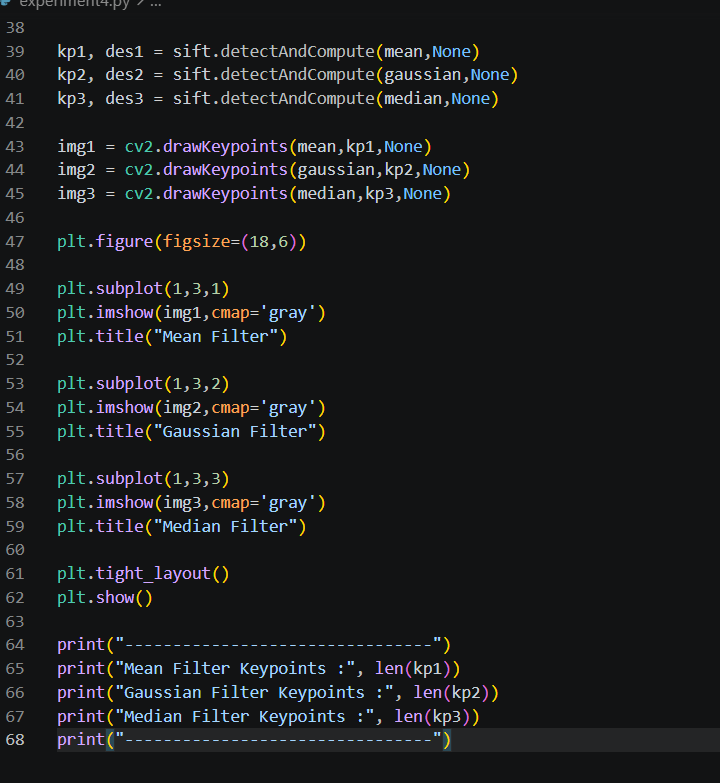 experiment4.py > ...
38
39 kp1, des1 = sift.detectAndCompute(mean,None)
40 kp2, des2 = sift.detectAndCompute(gaussian,None)
41 kp3, des3 = sift.detectAndCompute(median,None)
42
43 img1 = cv2.drawKeypoints(mean,kp1,None)
44 img2 = cv2.drawKeypoints(gaussian,kp2,None)
45 img3 = cv2.drawKeypoints(median,kp3,None)
46
47 plt.figure(figsize=(18,6))
48
49 plt.subplot(1,3,1)
50 plt.imshow(img1,cmap='gray')
51 plt.title("Mean Filter")
52
53 plt.subplot(1,3,2)
54 plt.imshow(img2,cmap='gray')
55 plt.title("Gaussian Filter")
56
57 plt.subplot(1,3,3)
58 plt.imshow(img3,cmap='gray')
59 plt.title("Median Filter")
60
61 plt.tight_layout()
62 plt.show()
63
64 print("--------------------------------")
65 print("Mean Filter Keypoints :", len(kp1))
66 print("Gaussian Filter Keypoints :", len(kp2))
67 print("Median Filter Keypoints :", len(kp3))
68 print("--------------------------------")